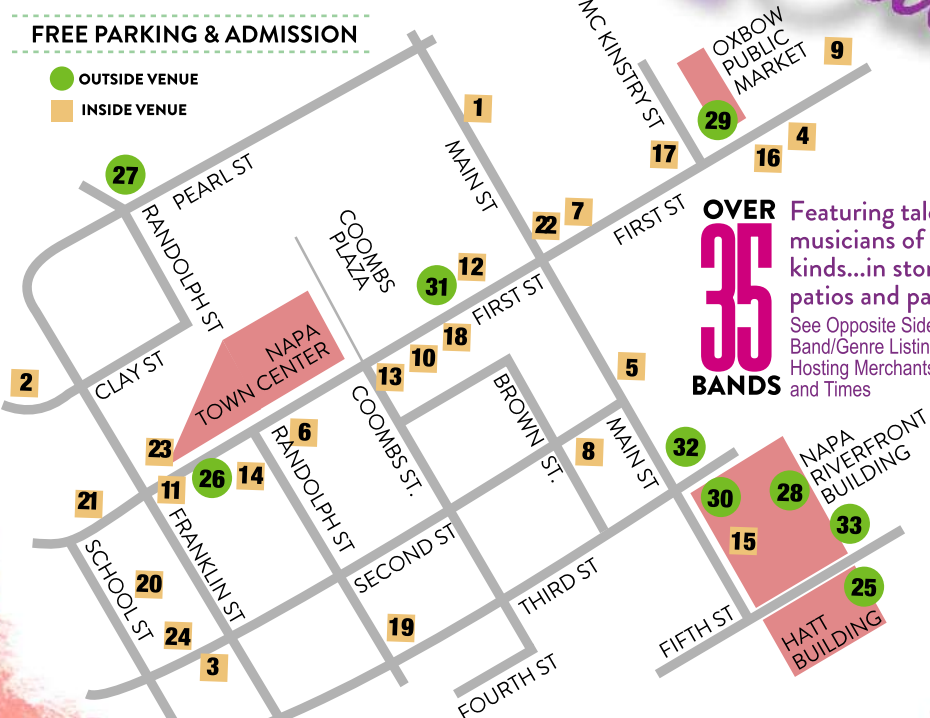 FREE PARKING & ADMISSION
OUTSIDE VENUE
INSIDE VENUE
MC KINSTRY ST
OXBOW
PUBLIC
MARKET
9
1
29
4
17
16
27
PEARL ST
MAIN ST
RANDOLPH ST
COOMBS
PLAZA
22
7
FIRST ST
OVER
35
BANDS
Featuring tal
musicians of
kinds...in sto
patios and pa
See Opposite Side
Band/Genre Listin
Hosting Merchants
and Times
12
31
FIRST ST
18
10
13
NAPA
TOWN CENTER
5
2
CLAY ST
COOMBS ST.
BROWN ST.
MAIN ST
6
23
26
14
11
RANDOLPH ST
8
32
NAPA
RIVERFRONT
BUILDING
30
28
33
15
21
FRANKLIN ST
SCHOOL ST
20
SECOND ST
THIRD ST
25
24
19
3
FIFTH ST
HATT
BUILDING
FOURTH ST